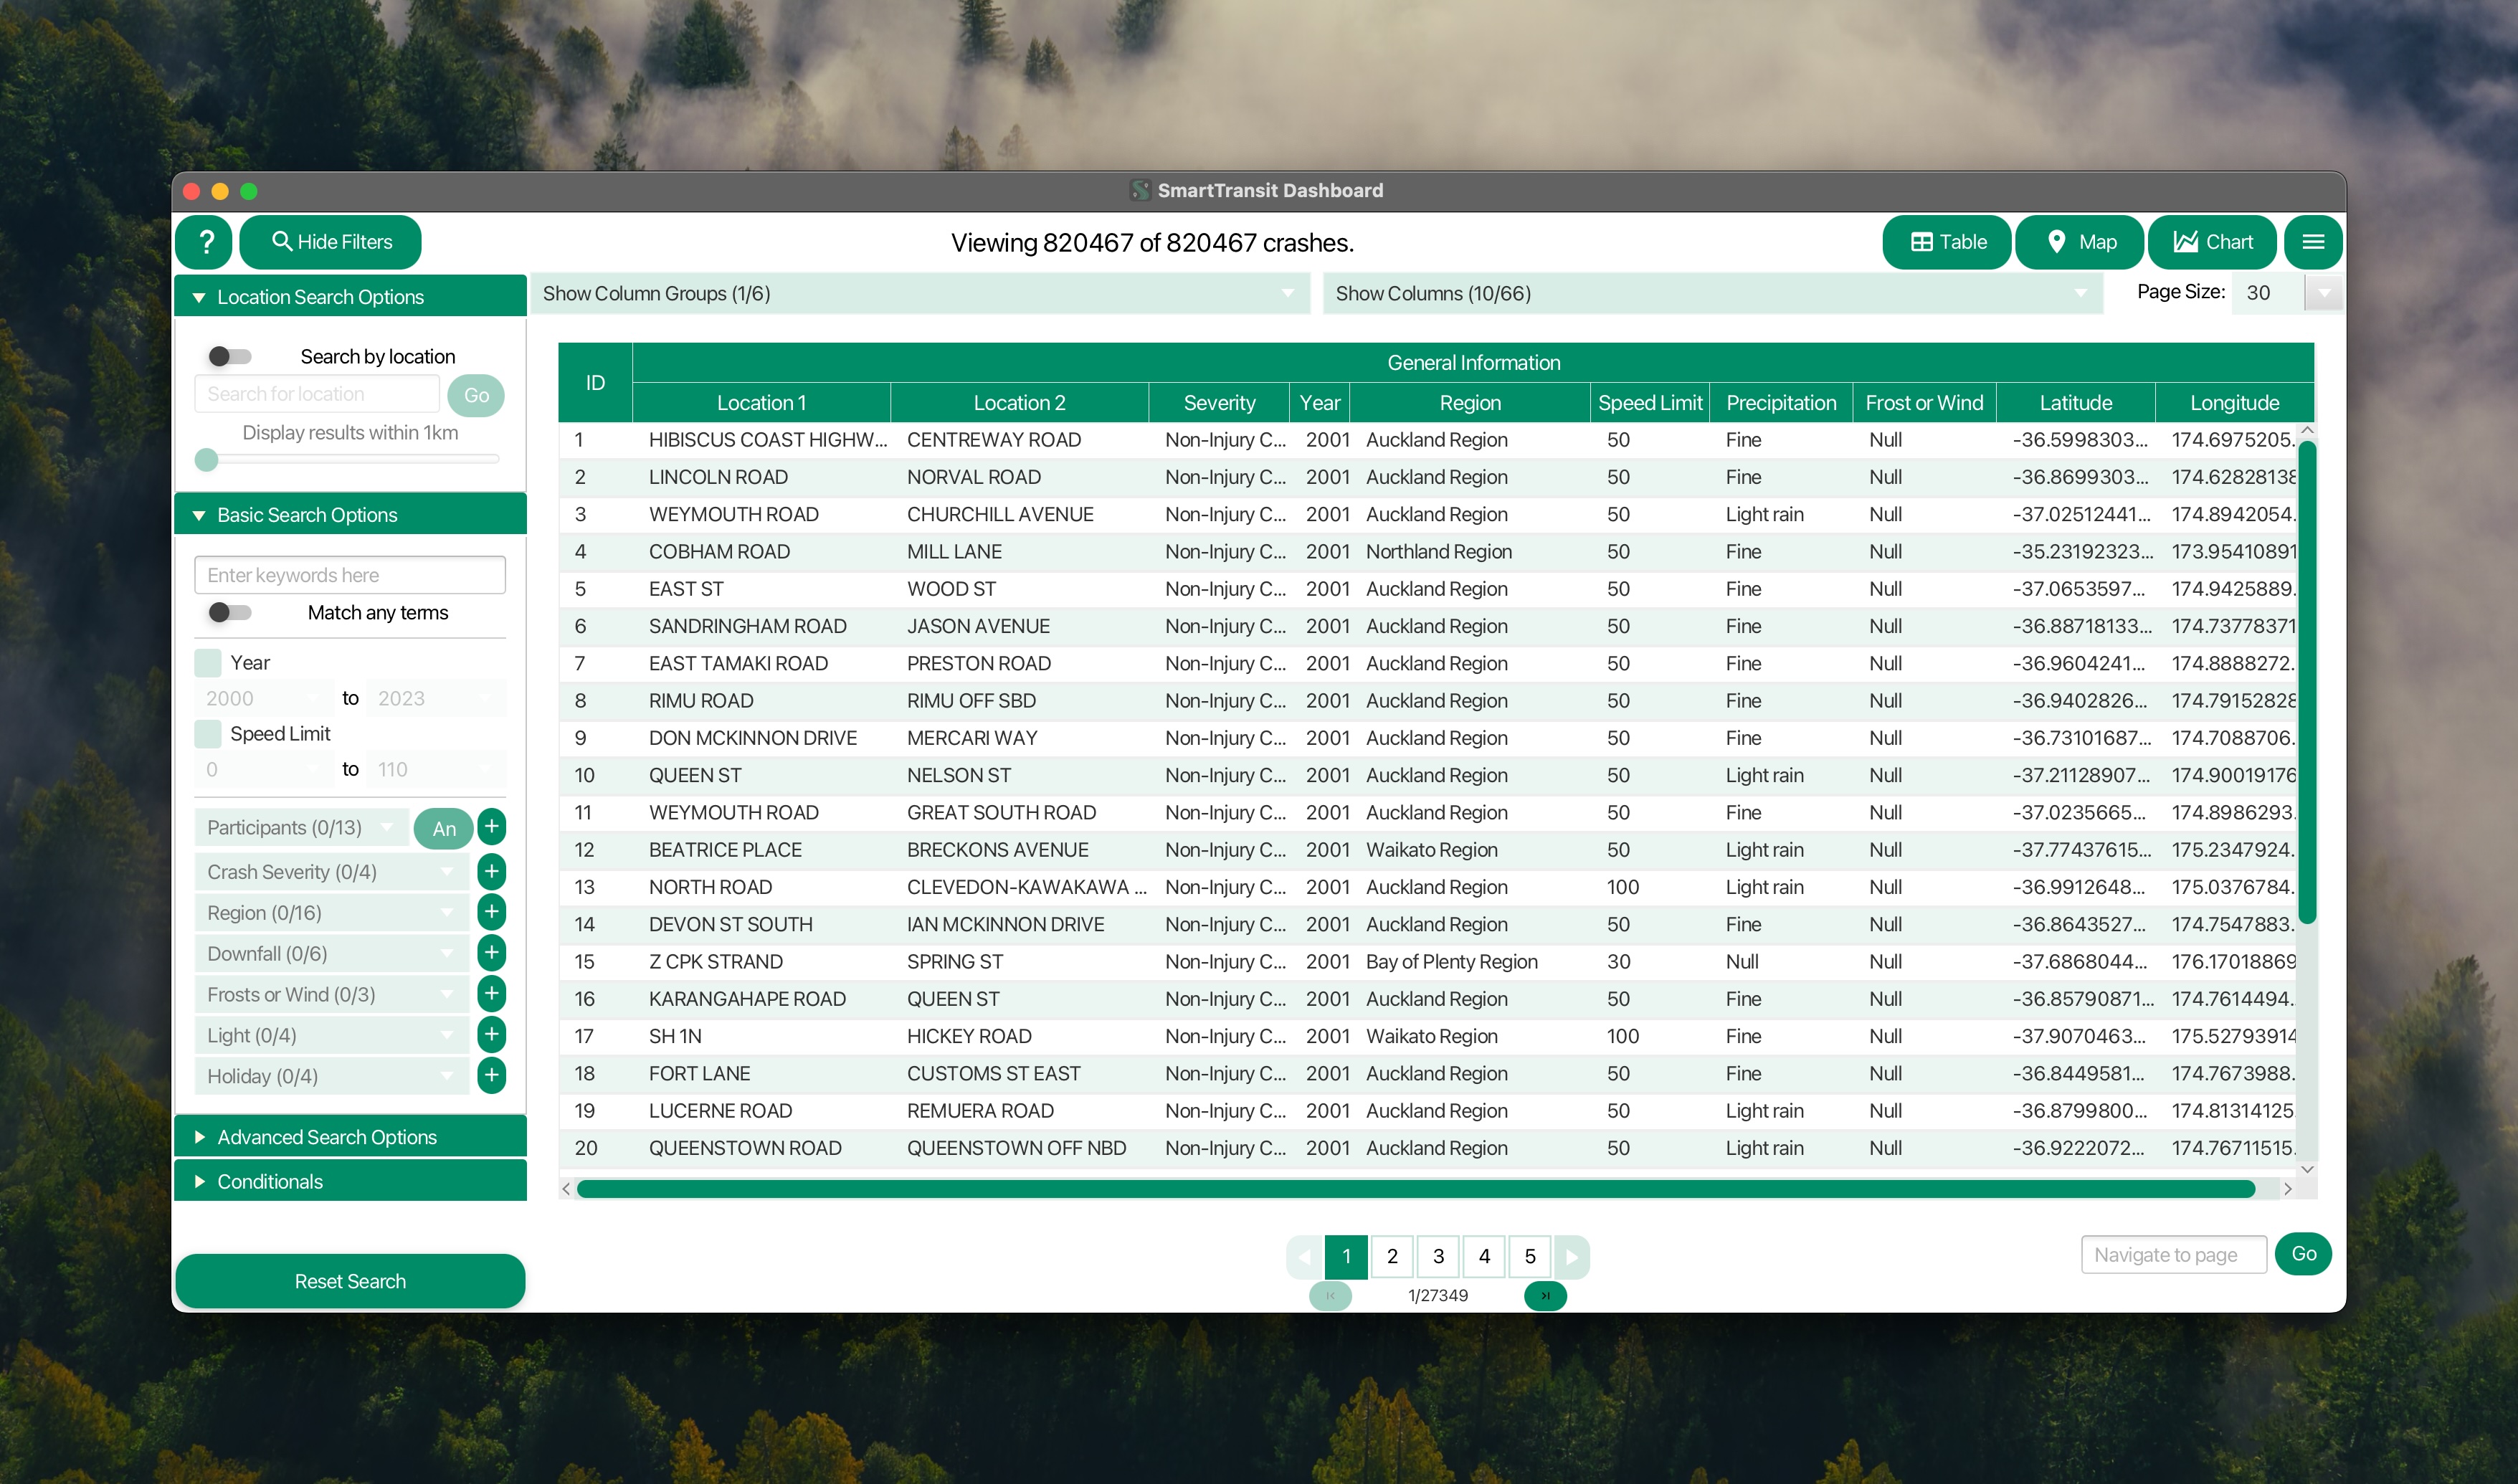 SmartTransit Dashboard
? Hide Filters Viewing 820467 of 820467 crashes. Table Map Chart
Location Search Options
Show Column Groups (1/6) Show Columns (10/66) Page Size: 30
Search by location
Search for location Go
Display results within 1km
Basic Search Options
Enter keywords here
Match any terms
Year
2000 to 2023
Speed Limit
0 to 110
Participants (0/13) An +
Crash Severity (0/4) +
Region (0/16) +
Downfall (0/6) +
Frosts or Wind (0/3) +
Light (0/4) +
Holiday (0/4) +
Advanced Search Options
Conditionals
Reset Search
General Information
ID Location 1 Location 2 Severity Year Region Speed Limit Precipitation Frost or Wind Latitude Longitude
1 HIBISCUS COAST HIGHW... CENTREWAY ROAD Non-Injury C... 2001 Auckland Region 50 Fine Null -36.5998303... 174.6975205.
2 LINCOLN ROAD NORVAL ROAD Non-Injury C... 2001 Auckland Region 50 Fine Null -36.8699303... 174.62828138
3 WEYMOUTH ROAD CHURCHILL AVENUE Non-Injury C... 2001 Auckland Region 50 Light rain Null -37.02512441... 174.8942054.
4 COBHAM ROAD MILL LANE Non-Injury C... 2001 Northland Region 50 Fine Null -35.23192323... 173.95410891
5 EAST ST WOOD ST Non-Injury C... 2001 Auckland Region 50 Fine Null -37.0653597... 174.9425889.
6 SANDRINGHAM ROAD JASON AVENUE Non-Injury C... 2001 Auckland Region 50 Fine Null -36.88718133... 174.73778371
7 EAST TAMAKI ROAD PRESTON ROAD Non-Injury C... 2001 Auckland Region 50 Fine Null -36.9604241... 174.8888272.
8 RIMU ROAD RIMU OFF SBD Non-Injury C... 2001 Auckland Region 50 Fine Null -36.9402826... 174.79152828
9 DON MCKINNON DRIVE MERCARI WAY Non-Injury C... 2001 Auckland Region 50 Fine Null -36.73101687... 174.7088706.
10 QUEEN ST NELSON ST Non-Injury C... 2001 Auckland Region 50 Light rain Null -37.21128907... 174.90019176
11 WEYMOUTH ROAD GREAT SOUTH ROAD Non-Injury C... 2001 Auckland Region 50 Fine Null -37.0235665... 174.8986293.
12 BEATRICE PLACE BRECKONS AVENUE Non-Injury C... 2001 Waikato Region 50 Light rain Null -37.77437615... 175.2347924.
13 NORTH ROAD CLEVEDON-KAWAKAWA ... Non-Injury C... 2001 Auckland Region 100 Light rain Null -36.9912648... 175.0376784.
14 DEVON ST SOUTH IAN MCKINNON DRIVE Non-Injury C... 2001 Auckland Region 50 Fine Null -36.8643527... 174.7547883.
15 Z CPK STRAND SPRING ST Non-Injury C... 2001 Bay of Plenty Region 30 Null Null -37.6868044... 176.17018869
16 KARANGAHAPE ROAD QUEEN ST Non-Injury C... 2001 Auckland Region 50 Fine Null -36.85790871... 174.7614494.
17 SH 1N HICKEY ROAD Non-Injury C... 2001 Waikato Region 100 Fine Null -37.9070463... 175.52793914
18 FORT LANE CUSTOMS ST EAST Non-Injury C... 2001 Auckland Region 50 Fine Null -36.8449581... 174.7673988.
19 LUCERNE ROAD REMUERA ROAD Non-Injury C... 2001 Auckland Region 50 Light rain Null -36.8799800... 174.81314125
20 QUEENSTOWN ROAD QUEENSTOWN OFF NBD Non-Injury C... 2001 Auckland Region 50 Light rain Null -36.9222072... 174.76711515.
1 2 3 4 5
1/27349
Navigate to page Go